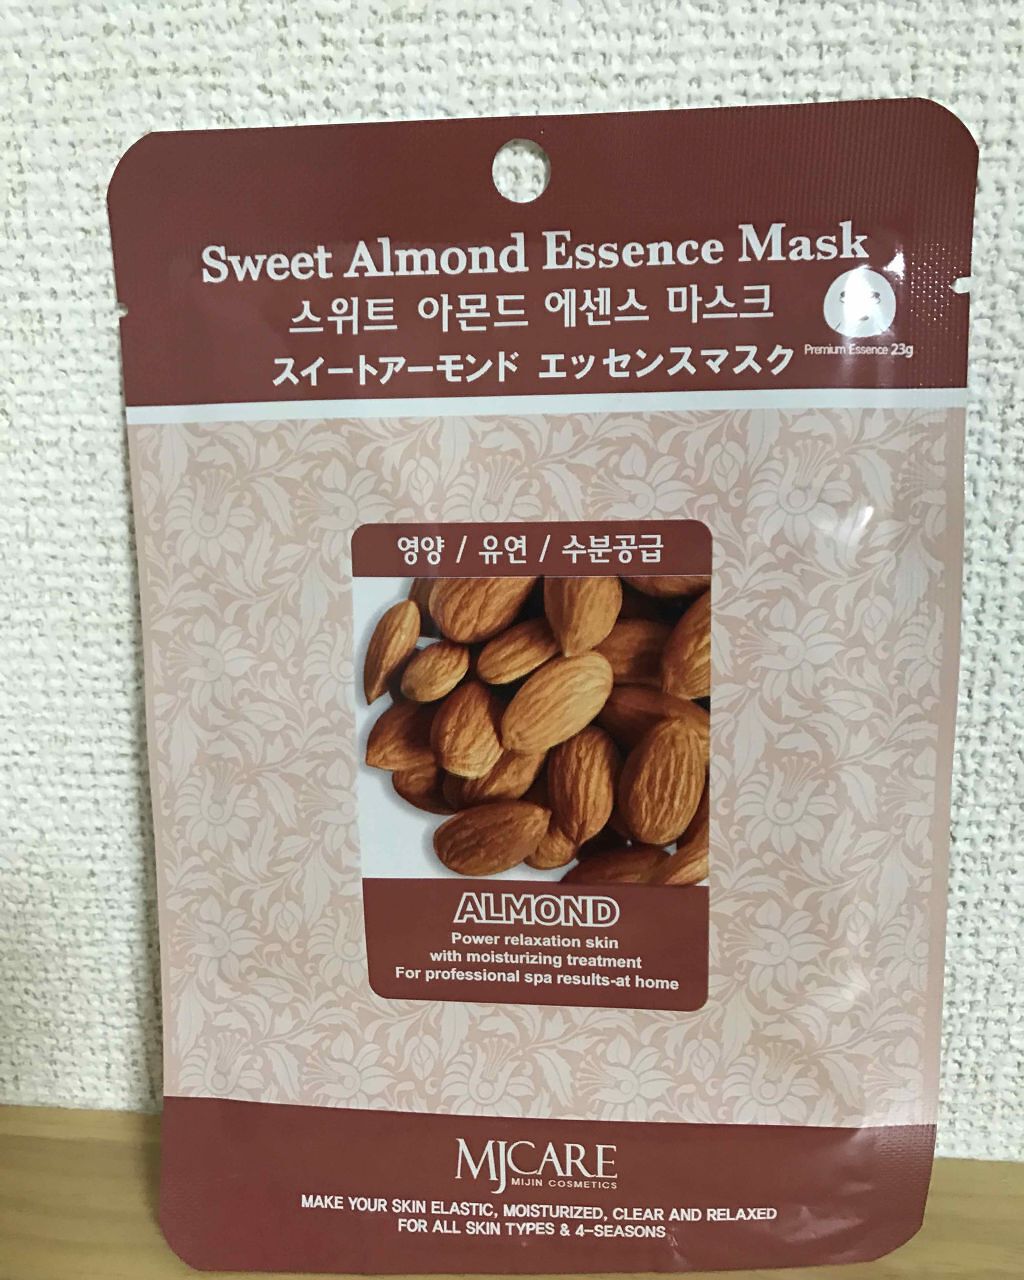 Sweet Almond Essence Mask
스위트 아몬드 에센스 마스크
スイートアーモンド エッセンスマスク
Premium Essence 23g
영양 / 유연 / 수분공급
ALMOND
Power relaxation skin
with moisturizing treatment
For professional spa results-at home
MJCARE
MIJIN COSMETICS
MAKE YOUR SKIN ELASTIC, MOISTURIZED, CLEAR AND RELAXED
FOR ALL SKIN TYPES & 4-SEASONS